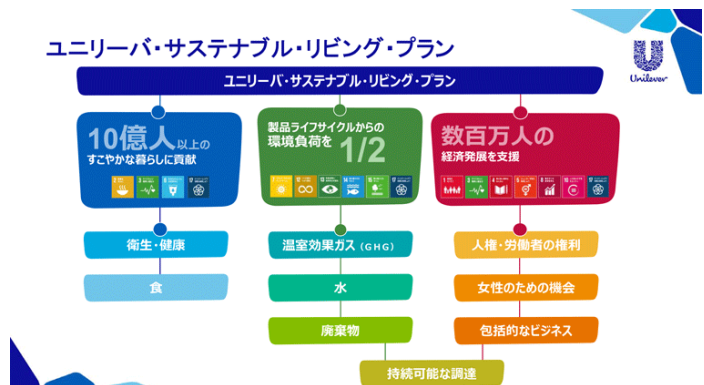 ユニリーバ・サステナブル・リビング・プラン
Unilever
ユニリーバ・サステナブル・リビング・プラン
10億人以上の
すこやかな暮らしに貢献
製品ライフサイクルからの
環境負荷を 1/2
数百万人の
経済発展を支援
衛生・健康
食
温室効果ガス（GHG）
水
廃棄物
人権・労働者の権利
女性のための機会
包括的なビジネス
持続可能な調達